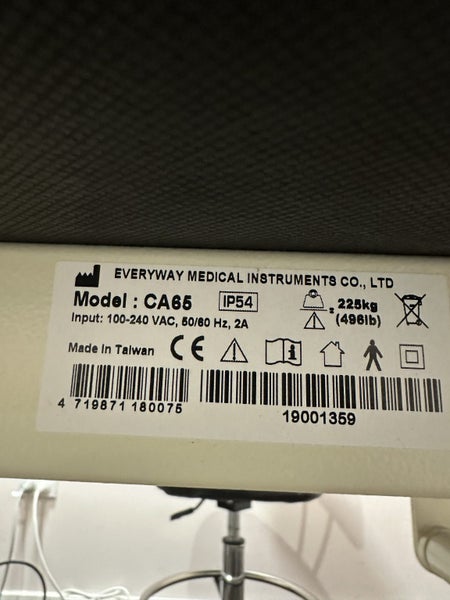 EVERYWAY MEDICAL INSTRUMENTS CO., LTD
Model : CA65 IP54
: 225kg
(496lb)
Input: 100-240 VAC, 50/60 Hz, 2A
Made in Taiwan CE
4 719871 180075
19001359